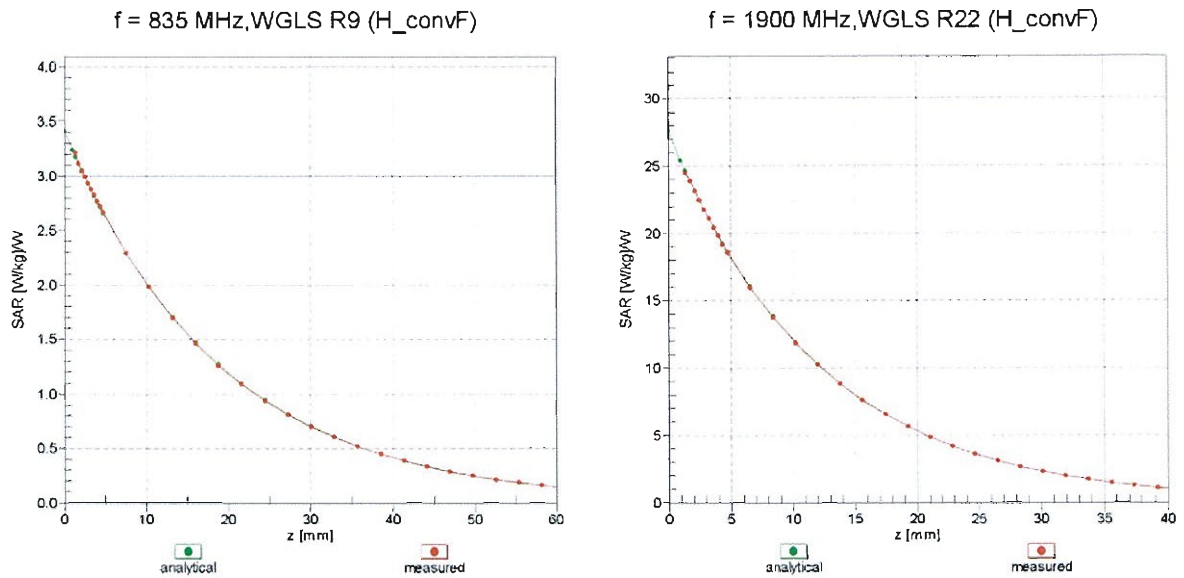 f = 835 MHz,WGLS R9 (H_convF)
f = 1900 MHz,WGLS R22 (H_convF)
4.0
3.5
3.0
2.5
2.0
1.5
1.0
0.5
0.0
SAR [W/kg]/W
0 10 20 30 40 50 60
z [mm]
analytical
measured
30
25
20
15
10
5
0
SAR [W/kg]/W
0 5 10 15 20 25 30 35 40
z [mm]
analytical
measured